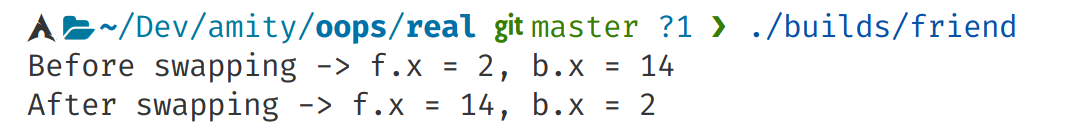 ~/Dev/amity/oops/real git master ?1 ❯ ./builds/friend
Before swapping -> f.x = 2, b.x = 14
After swapping -> f.x = 14, b.x = 2